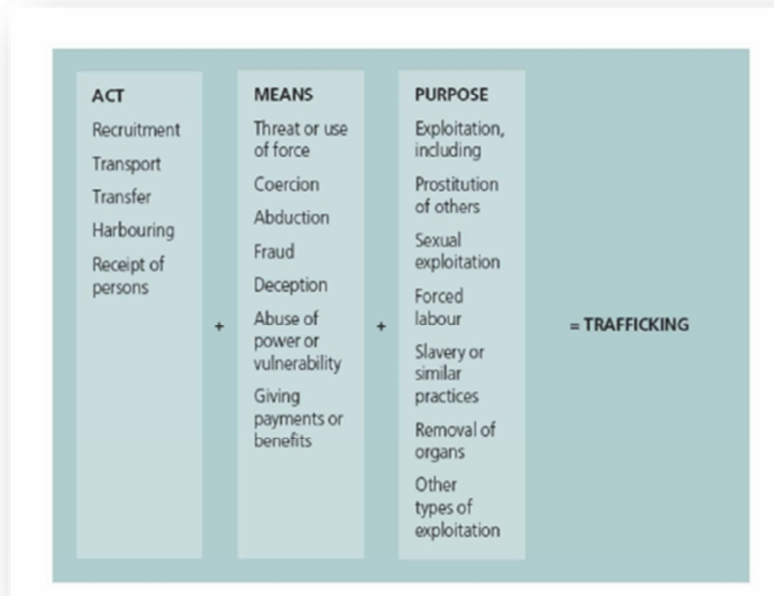 ACT
Recruitment
Transport
Transfer
Harbouring
Receipt of
persons
+
MEANS
Threat or use
of force
Coercion
Abduction
Fraud
Deception
Abuse of
power or
vulnerability
Giving
payments or
benefits
+
PURPOSE
Exploitation,
including
Prostitution
of others
Sexual
exploitation
Forced
labour
Slavery or
similar
practices
Removal of
organs
Other
types of
exploitation
= TRAFFICKING